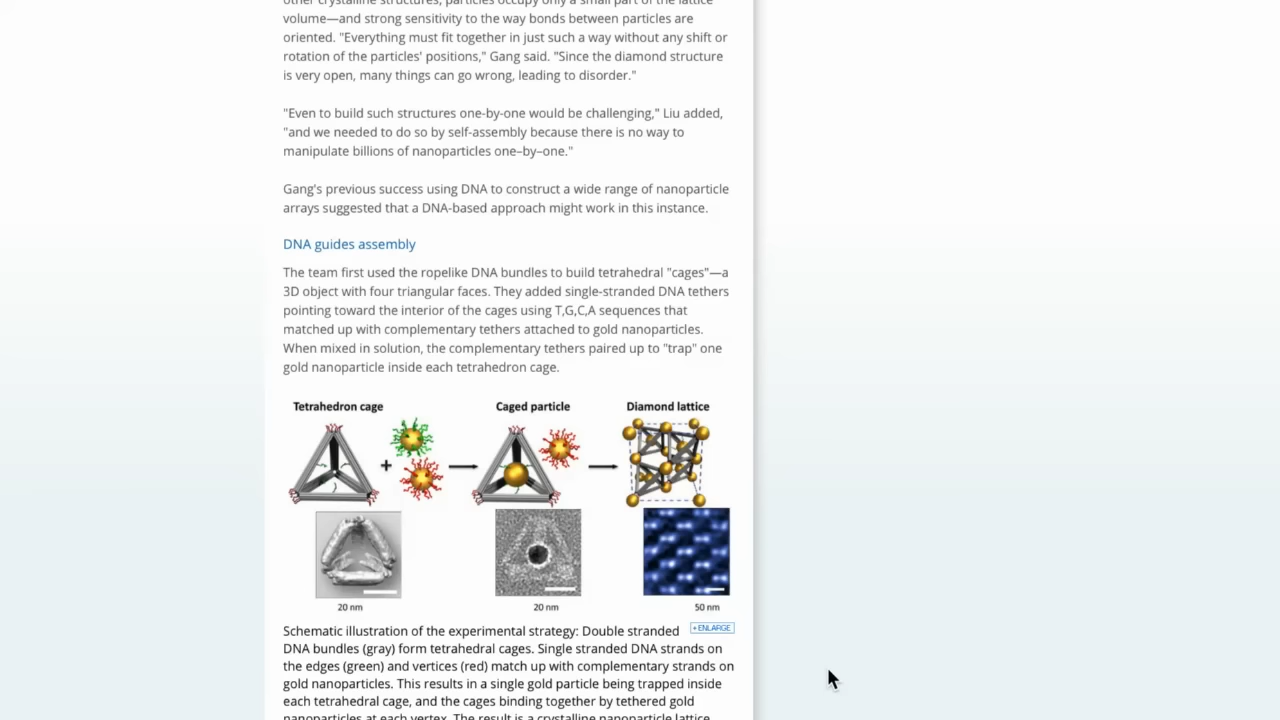 other crystalline structures, particles occupy only a small part of the lattice
volume—and strong sensitivity to the way bonds between particles are
oriented. "Everything must fit together in just such a way without any shift or
rotation of the particles' positions," Gang said. "Since the diamond structure
is very open, many things can go wrong, leading to disorder."
"Even to build such structures one-by-one would be challenging," Liu added,
"and we needed to do so by self-assembly because there is no way to
manipulate billions of nanoparticles one–by–one."
Gang's previous success using DNA to construct a wide range of nanoparticle
arrays suggested that a DNA-based approach might work in this instance.
DNA guides assembly
The team first used the ropelike DNA bundles to build tetrahedral "cages"—a
3D object with four triangular faces. They added single-stranded DNA tethers
pointing toward the interior of the cages using T,G,C,A sequences that
matched up with complementary tethers attached to gold nanoparticles.
When mixed in solution, the complementary tethers paired up to "trap" one
gold nanoparticle inside each tetrahedron cage.
Tetrahedron cage Caged particle Diamond lattice
+
20 nm 20 nm 50 nm
Schematic illustration of the experimental strategy: Double stranded +ENLARGE
DNA bundles (gray) form tetrahedral cages. Single stranded DNA strands on
the edges (green) and vertices (red) match up with complementary strands on
gold nanoparticles. This results in a single gold particle being trapped inside
each tetrahedral cage, and the cages binding together by tethered gold
nanoparticles at each vertex. The result is a crystalline nanoparticle lattice